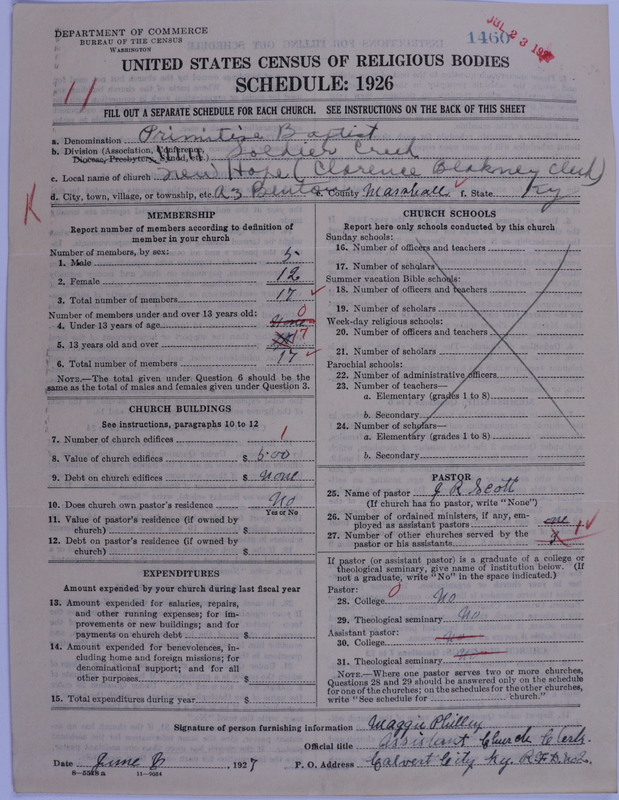 DEPARTMENT OF COMMERCE
BUREAU OF THE CENSUS
WASHINGTON
1460
JUL 23 192
UNITED STATES CENSUS OF RELIGIOUS BODIES
SCHEDULE: 1926
11
FILL OUT A SEPARATE SCHEDULE FOR EACH CHURCH. SEE INSTRUCTIONS ON THE BACK OF THIS SHEET
a. Denomination Primitive Baptist
b. Division (Association, Conference, Diocese, Presbytery, Synod, etc.) Soldier Creek
c. Local name of church New Hope (Clarence Blakney Clerk)
d. City, town, village, or township, etc. R3 Benton e. County Marshall f. State Ky
K
MEMBERSHIP
Report number of members according to definition of
member in your church
Number of members, by sex:
1. Male 5
2. Female 12
3. Total number of members 17
Number of members under and over 13 years old:
4. Under 13 years of age None 0
5. 13 years old and over 17
6. Total number of members 17
NOTE.—The total given under Question 6 should be the
same as the total of males and females given under Question 3.
CHURCH BUILDINGS
See instructions, paragraphs 10 to 12
7. Number of church edifices 1
8. Value of church edifices $ 500
9. Debt on church edifices $ None
10. Does church own pastor's residence No
Yes or No
11. Value of pastor's residence (if owned by
church) $
12. Debt on pastor's residence (if owned by
church) $
EXPENDITURES
Amount expended by your church during last fiscal year
13. Amount expended for salaries, repairs,
and other running expenses; for im-
provements or new buildings; and for
payments on church debt $
14. Amount expended for benevolences, in-
cluding home and foreign missions; for
denominational support; and for all
other purposes $
15. Total expenditures during year $
CHURCH SCHOOLS
Report here only schools conducted by this church
Sunday schools:
16. Number of officers and teachers
17. Number of scholars
Summer vacation Bible schools:
18. Number of officers and teachers
19. Number of scholars
Week-day religious schools:
20. Number of officers and teachers
21. Number of scholars
Parochial schools:
22. Number of administrative officers
23. Number of teachers—
a. Elementary (grades 1 to 8)
b. Secondary
24. Number of scholars—
a. Elementary (grades 1 to 8)
b. Secondary
PASTOR
25. Name of pastor J R Scott
(If church has no pastor, write "None")
26. Number of ordained ministers, if any, em-
ployed as assistant pastors one
27. Number of other churches served by the
pastor or his assistants
If pastor (or assistant pastor) is a graduate of a college or
theological seminary, give name of institution below. (If
not a graduate, write "No" in the space indicated.)
Pastor: 0
28. College No
29. Theological seminary No
Assistant pastor:
30. College No
31. Theological seminary
NOTE.—Where one pastor serves two or more churches,
Questions 28 and 29 should be answered only on the schedule
for one of the churches; on the schedules for the other churches,
write "See schedule for church."
Signature of person furnishing information Maggie
Official title Assistant Church Clerk
Date June 8, 1927 P. O. Address Calvert City Ky. R.F.D. No 2.
8—5518 a 11—9054